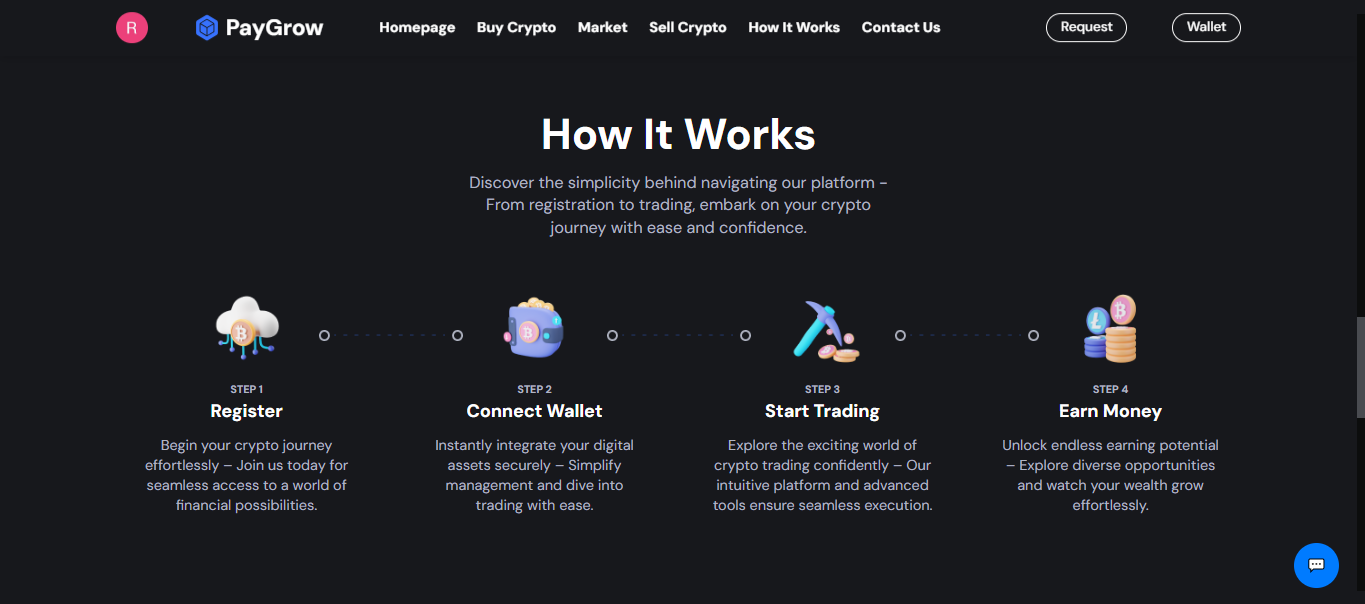 R
PayGrow
Homepage Buy Crypto Market Sell Crypto How It Works Contact Us
Request
Wallet
How It Works
Discover the simplicity behind navigating our platform -
From registration to trading, embark on your crypto
journey with ease and confidence.
STEP 1
Register
Begin your crypto journey
effortlessly – Join us today for
seamless access to a world of
financial possibilities.
STEP 2
Connect Wallet
Instantly integrate your digital
assets securely – Simplify
management and dive into
trading with ease.
STEP 3
Start Trading
Explore the exciting world of
crypto trading confidently – Our
intuitive platform and advanced
tools ensure seamless execution.
STEP 4
Earn Money
Unlock endless earning potential
– Explore diverse opportunities
and watch your wealth grow
effortlessly.